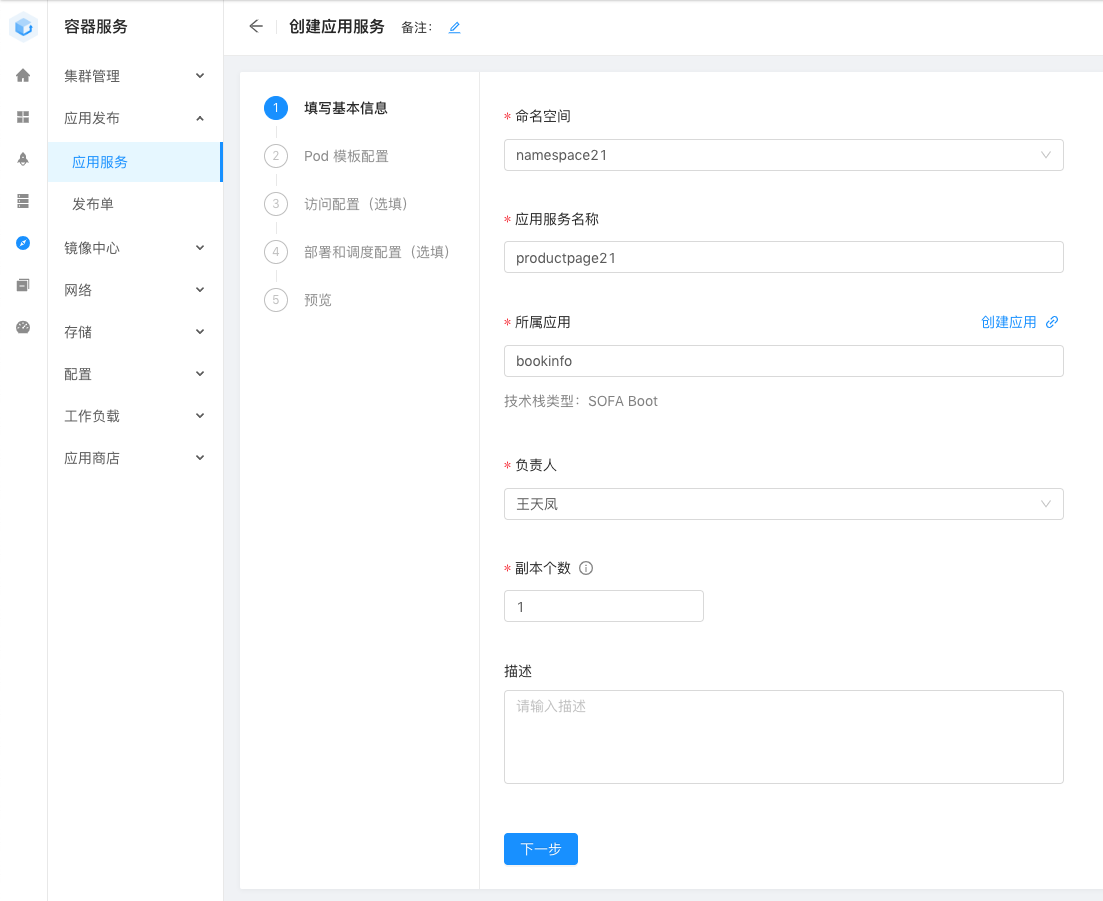 容器服务
集群管理
应用发布
应用服务
发布单
镜像中心
网络
存储
配置
工作负载
应用商店
创建应用服务 备注：
1 填写基本信息
2 Pod 模板配置
3 访问配置（选填）
4 部署和调度配置（选填）
5 预览
* 命名空间
namespace21
* 应用服务名称
productpage21
* 所属应用 创建应用
bookinfo
技术栈类型： SOFA Boot
* 负责人
王天凤
* 副本个数
1
描述
请输入描述
下一步